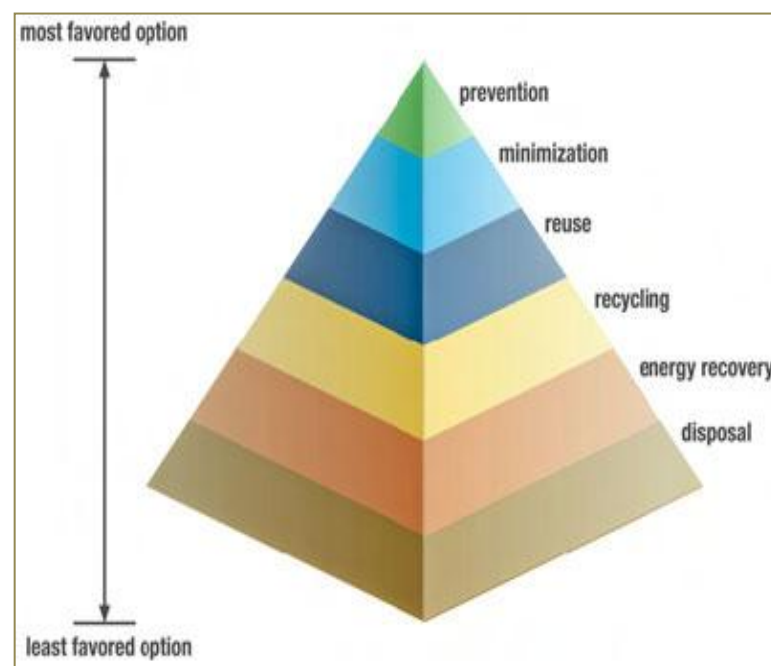 most favored option
prevention
minimization
reuse
recycling
energy recovery
disposal
least favored option